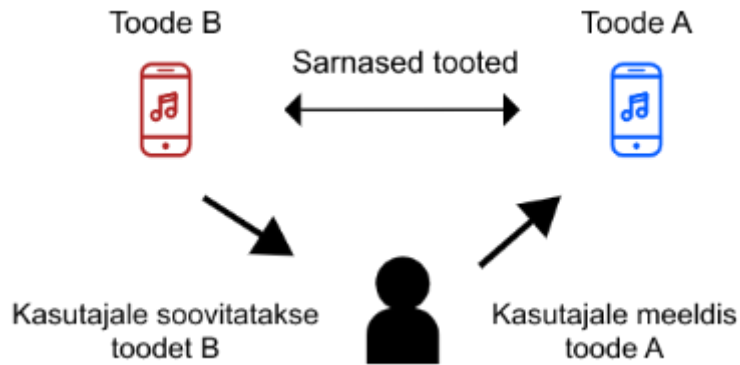 Toode B
Toode A
Sarnased tooted
Kasutajale soovitatakse
toodet B
Kasutajale meeldis
toode A